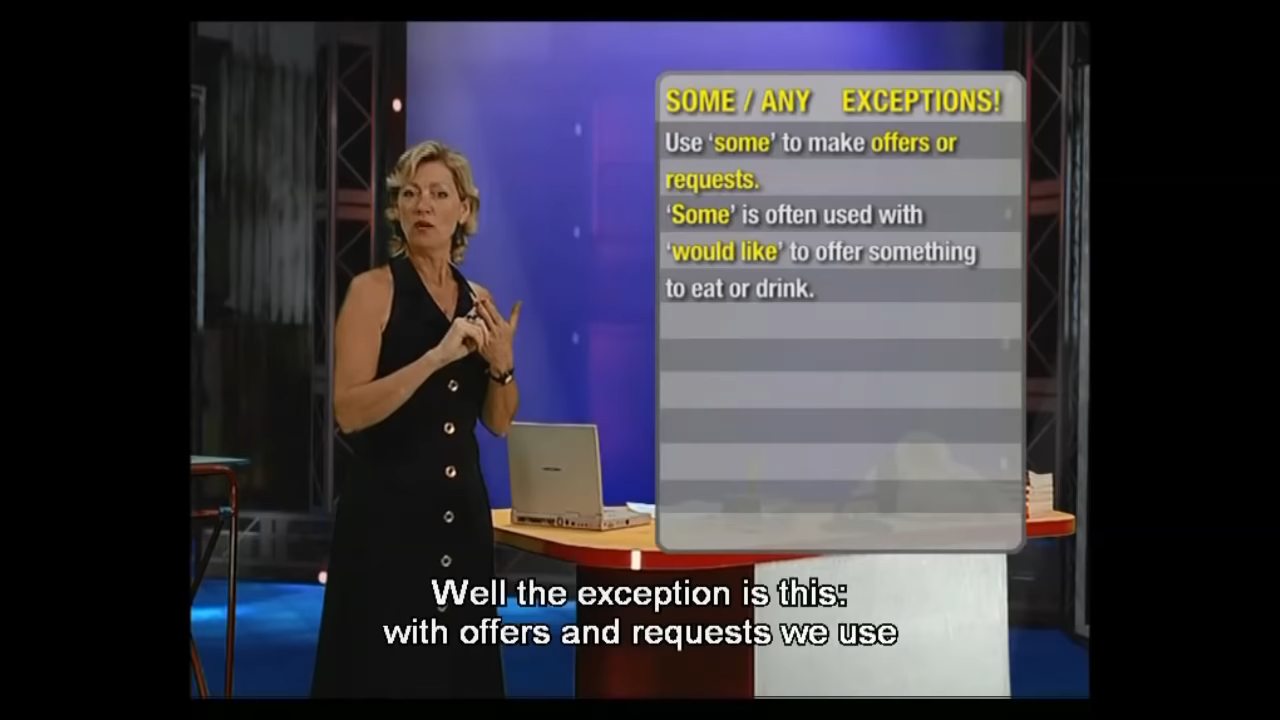 SOME / ANY EXCEPTIONS!
Use ‘some’ to make offers or
requests.
‘Some’ is often used with
‘would like’ to offer something
to eat or drink.
Well the exception is this:
with offers and requests we use